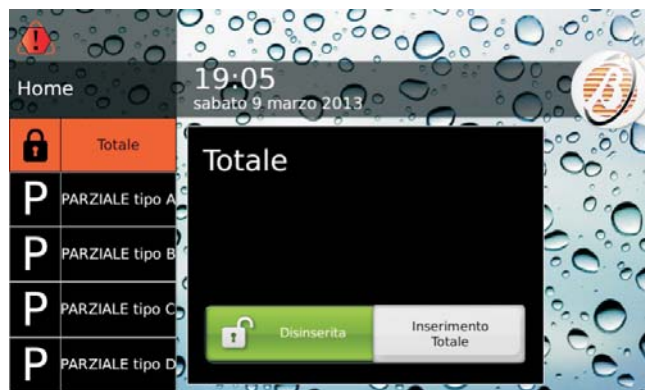 Home
19:05
sabato 9 marzo 2013
Totale
P PARZIALE tipo A
P PARZIALE tipo B
P PARZIALE tipo C
P PARZIALE tipo D
Totale
Disinserita
Inserimento
Totale